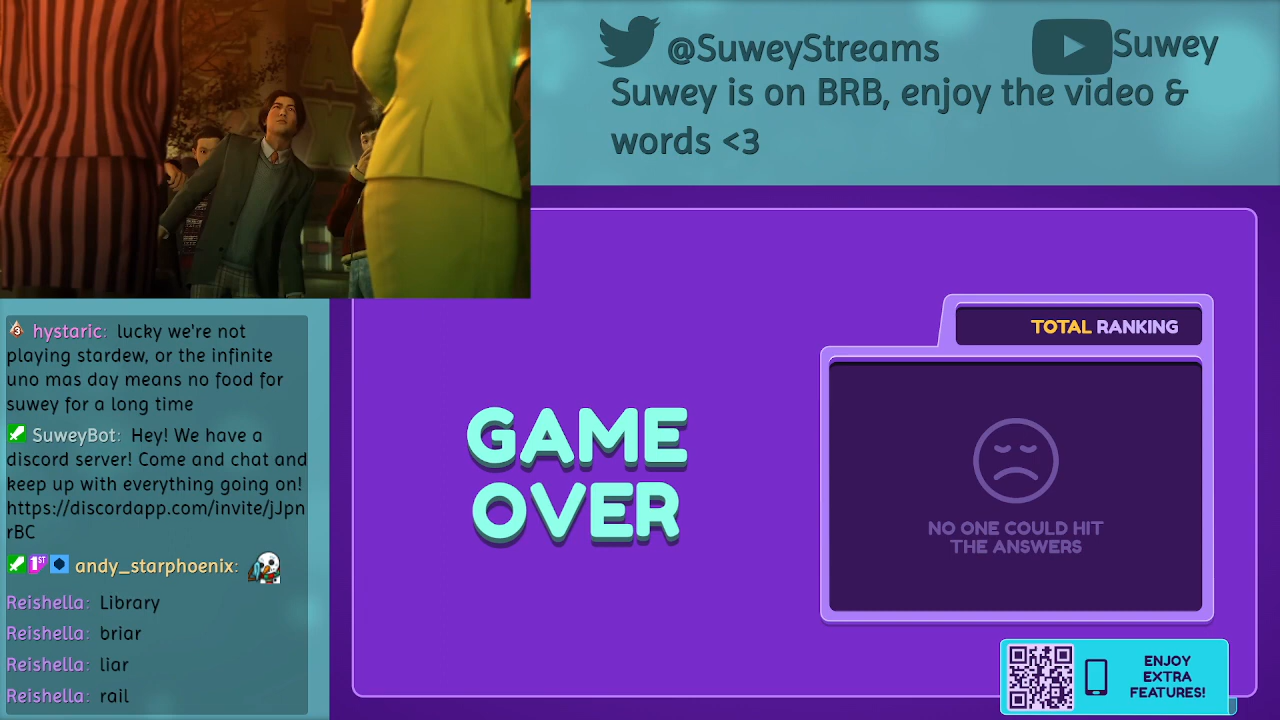 @SuweyStreams
Suwey
Suwey is on BRB, enjoy the video &
words <3
hystaric: lucky we're not
playing stardew, or the infinite
uno mas day means no food for
suwey for a long time
SuweyBot: Hey! We have a
discord server! Come and chat and
keep up with everything going on!
https://discordapp.com/invite/jJpn
rBC
1ST andy_starphoenix:
Reishella: Library
Reishella: briar
Reishella: liar
Reishella: rail
GAME
OVER
TOTAL RANKING
NO ONE COULD HIT
THE ANSWERS
ENJOY
EXTRA
FEATURES!